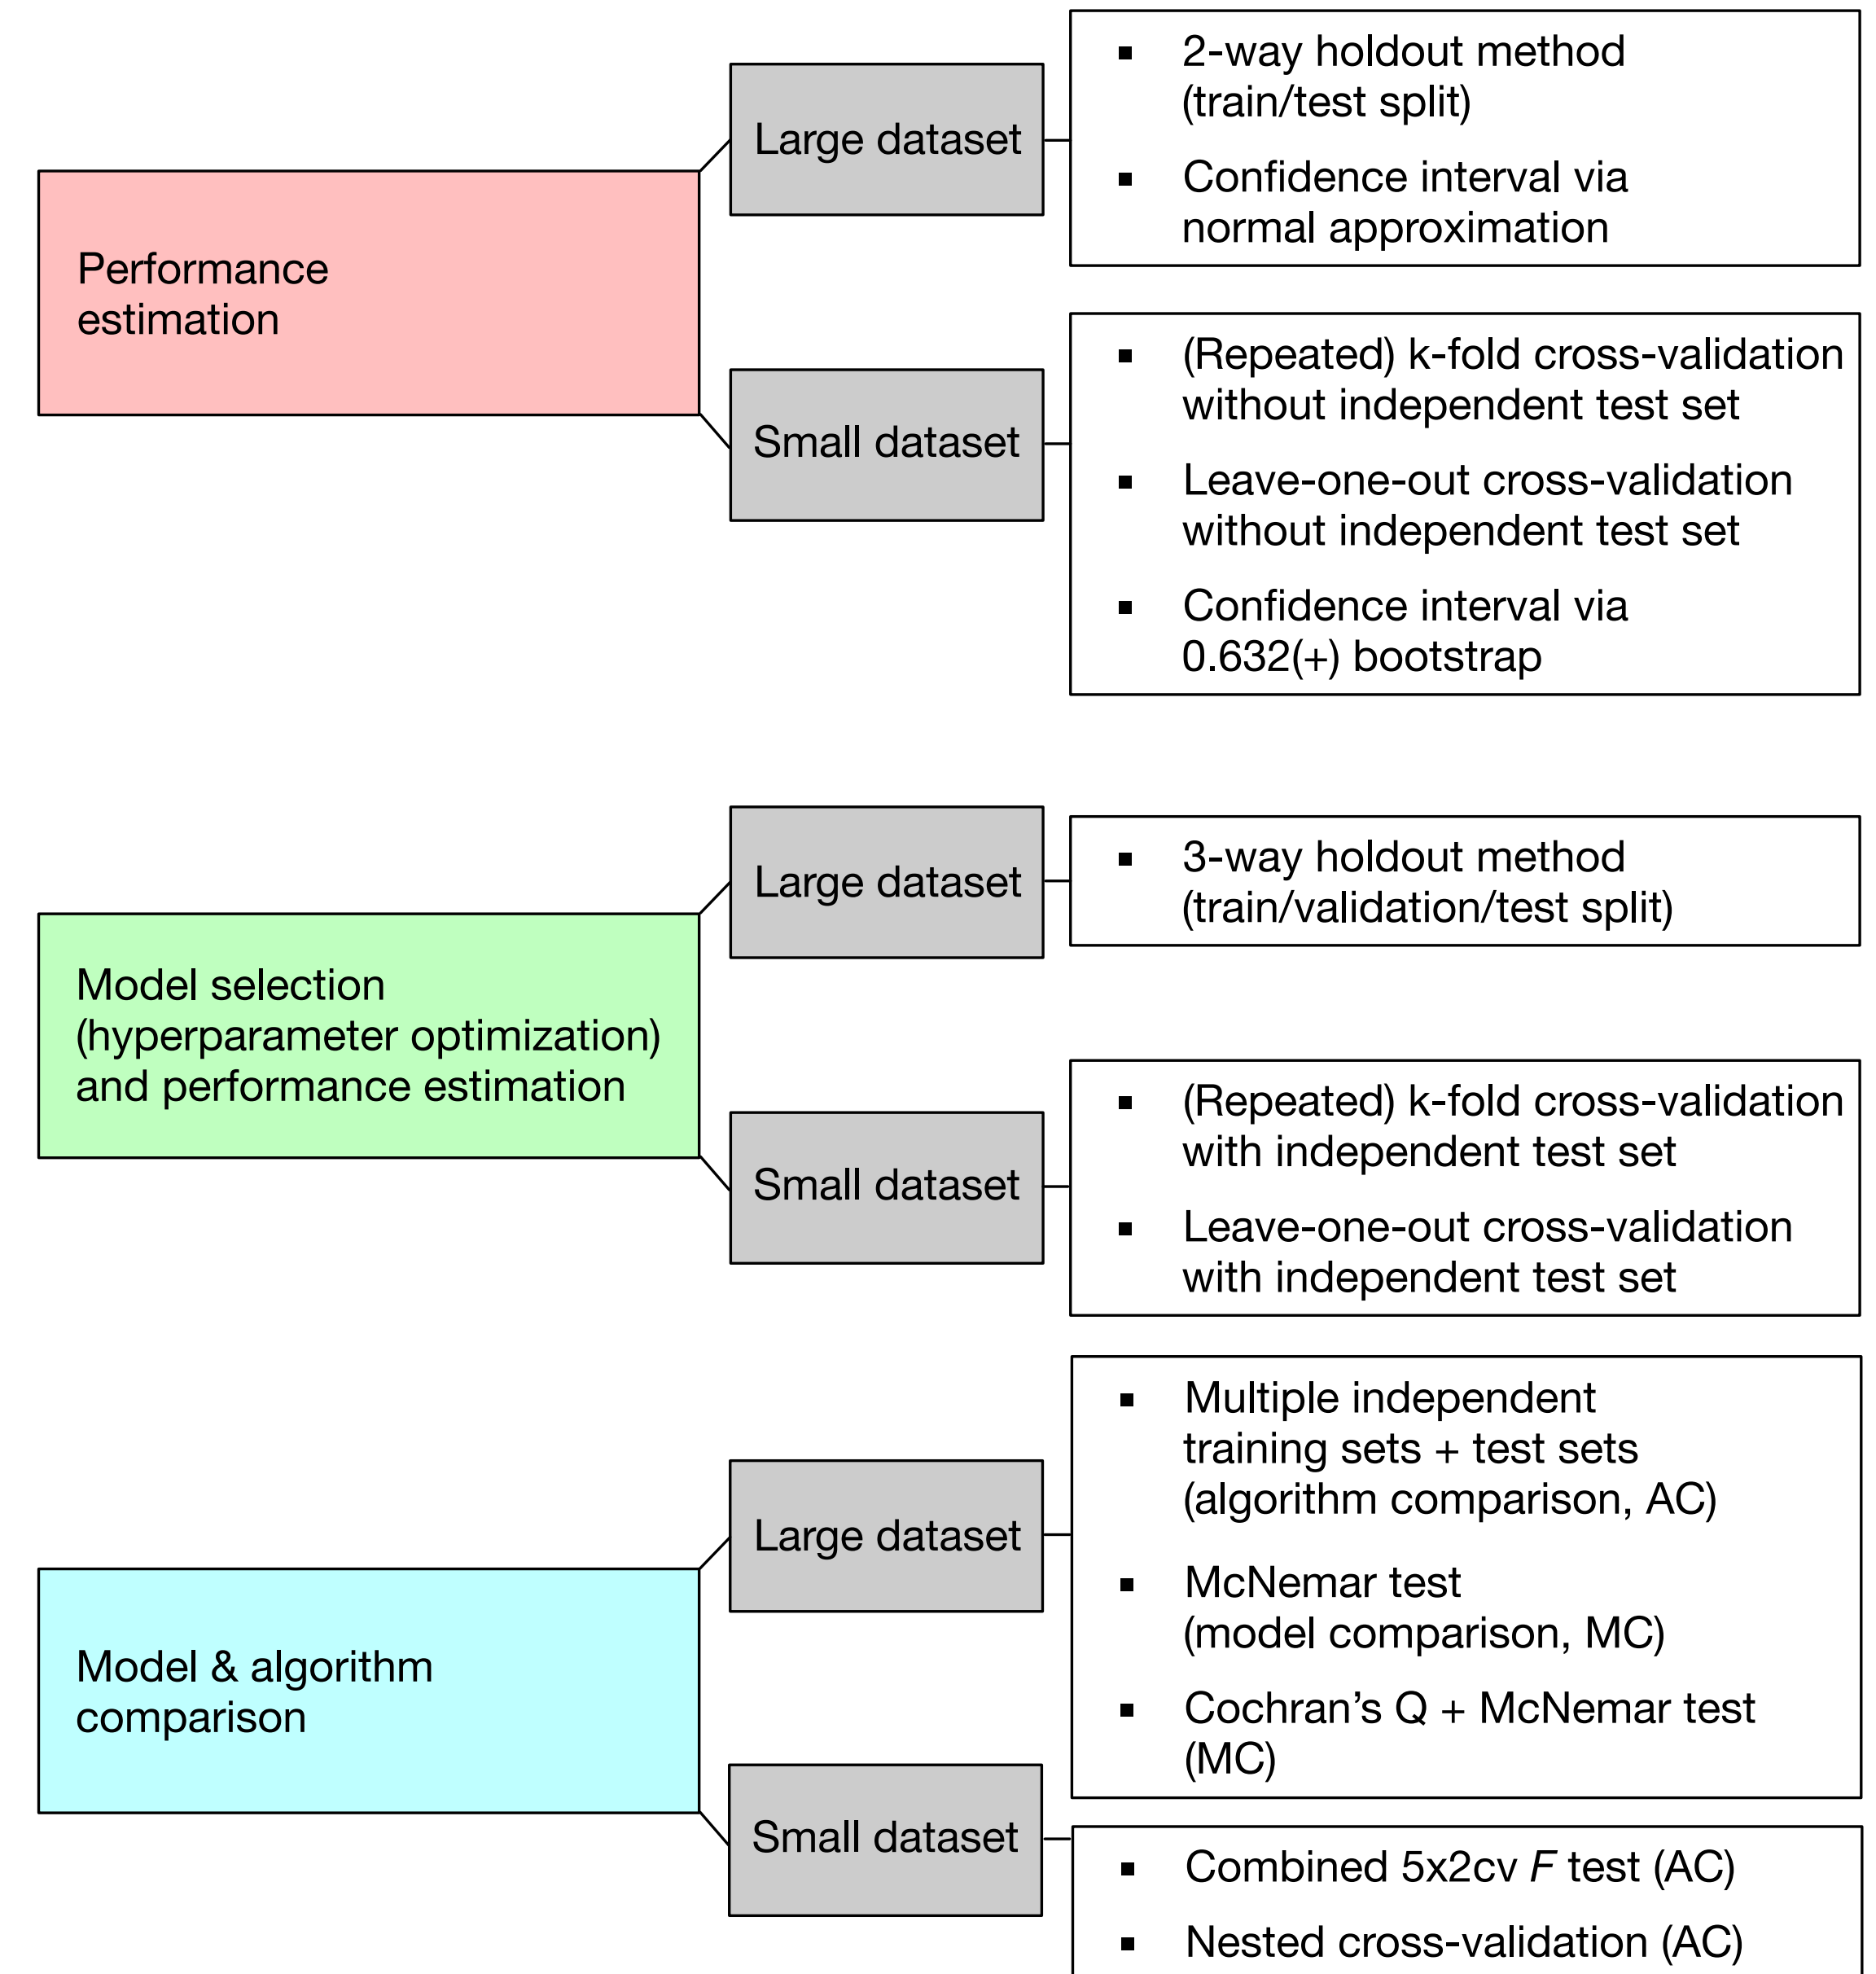 Performance
estimation
Large dataset
▪ 2-way holdout method
(train/test split)
▪ Confidence interval via
normal approximation
Small dataset
▪ (Repeated) k-fold cross-validation
without independent test set
▪ Leave-one-out cross-validation
without independent test set
▪ Confidence interval via
0.632(+) bootstrap
Model selection
(hyperparameter optimization)
and performance estimation
Large dataset
▪ 3-way holdout method
(train/validation/test split)
Small dataset
▪ (Repeated) k-fold cross-validation
with independent test set
▪ Leave-one-out cross-validation
with independent test set
Model & algorithm
comparison
Large dataset
▪ Multiple independent
training sets + test sets
(algorithm comparison, AC)
▪ McNemar test
(model comparison, MC)
▪ Cochran’s Q + McNemar test
(MC)
Small dataset
▪ Combined 5x2cv F test (AC)
▪ Nested cross-validation (AC)